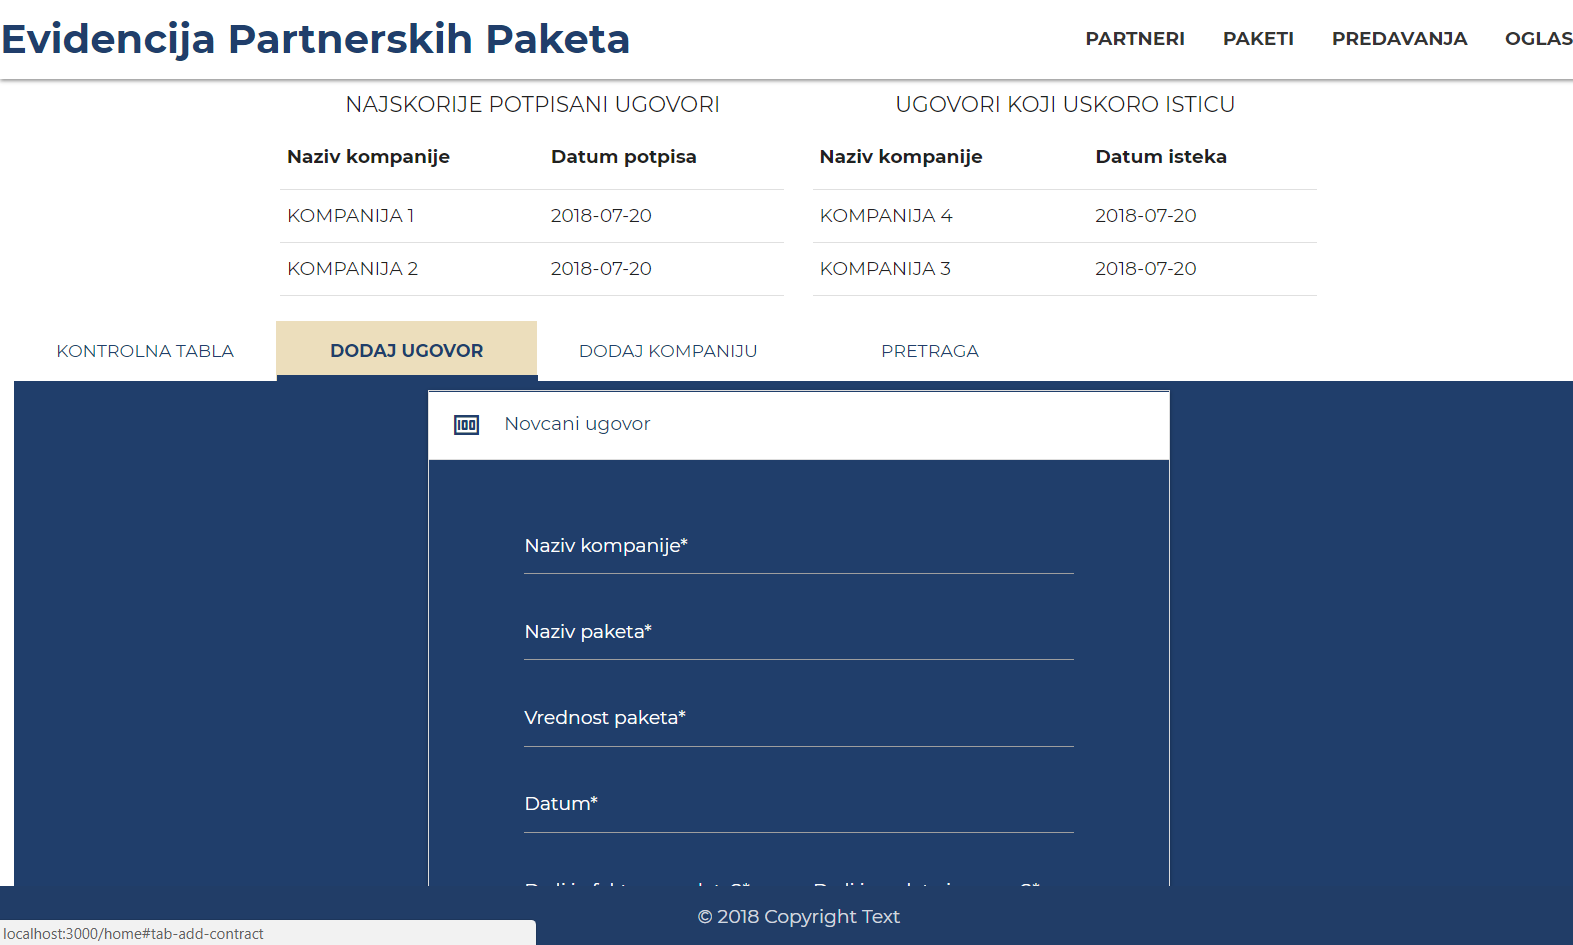 Evidencija Partnerskih Paketa
PARTNERI PAKETI PREDAVANJA OGLAS
NAJSKORIJE POTPISANI UGOVORI
Naziv kompanije Datum potpisa
KOMPANIJA 1 2018-07-20
KOMPANIJA 2 2018-07-20
UGOVORI KOJI USKORO ISTICU
Naziv kompanije Datum isteka
KOMPANIJA 4 2018-07-20
KOMPANIJA 3 2018-07-20
KONTROLNA TABLA DODAJ UGOVOR DODAJ KOMPANIJU PRETRAGA
100 Novcani ugovor
Naziv kompanije*
Naziv paketa*
Vrednost paketa*
Datum*
© 2018 Copyright Text
localhost:3000/home#tab-add-contract